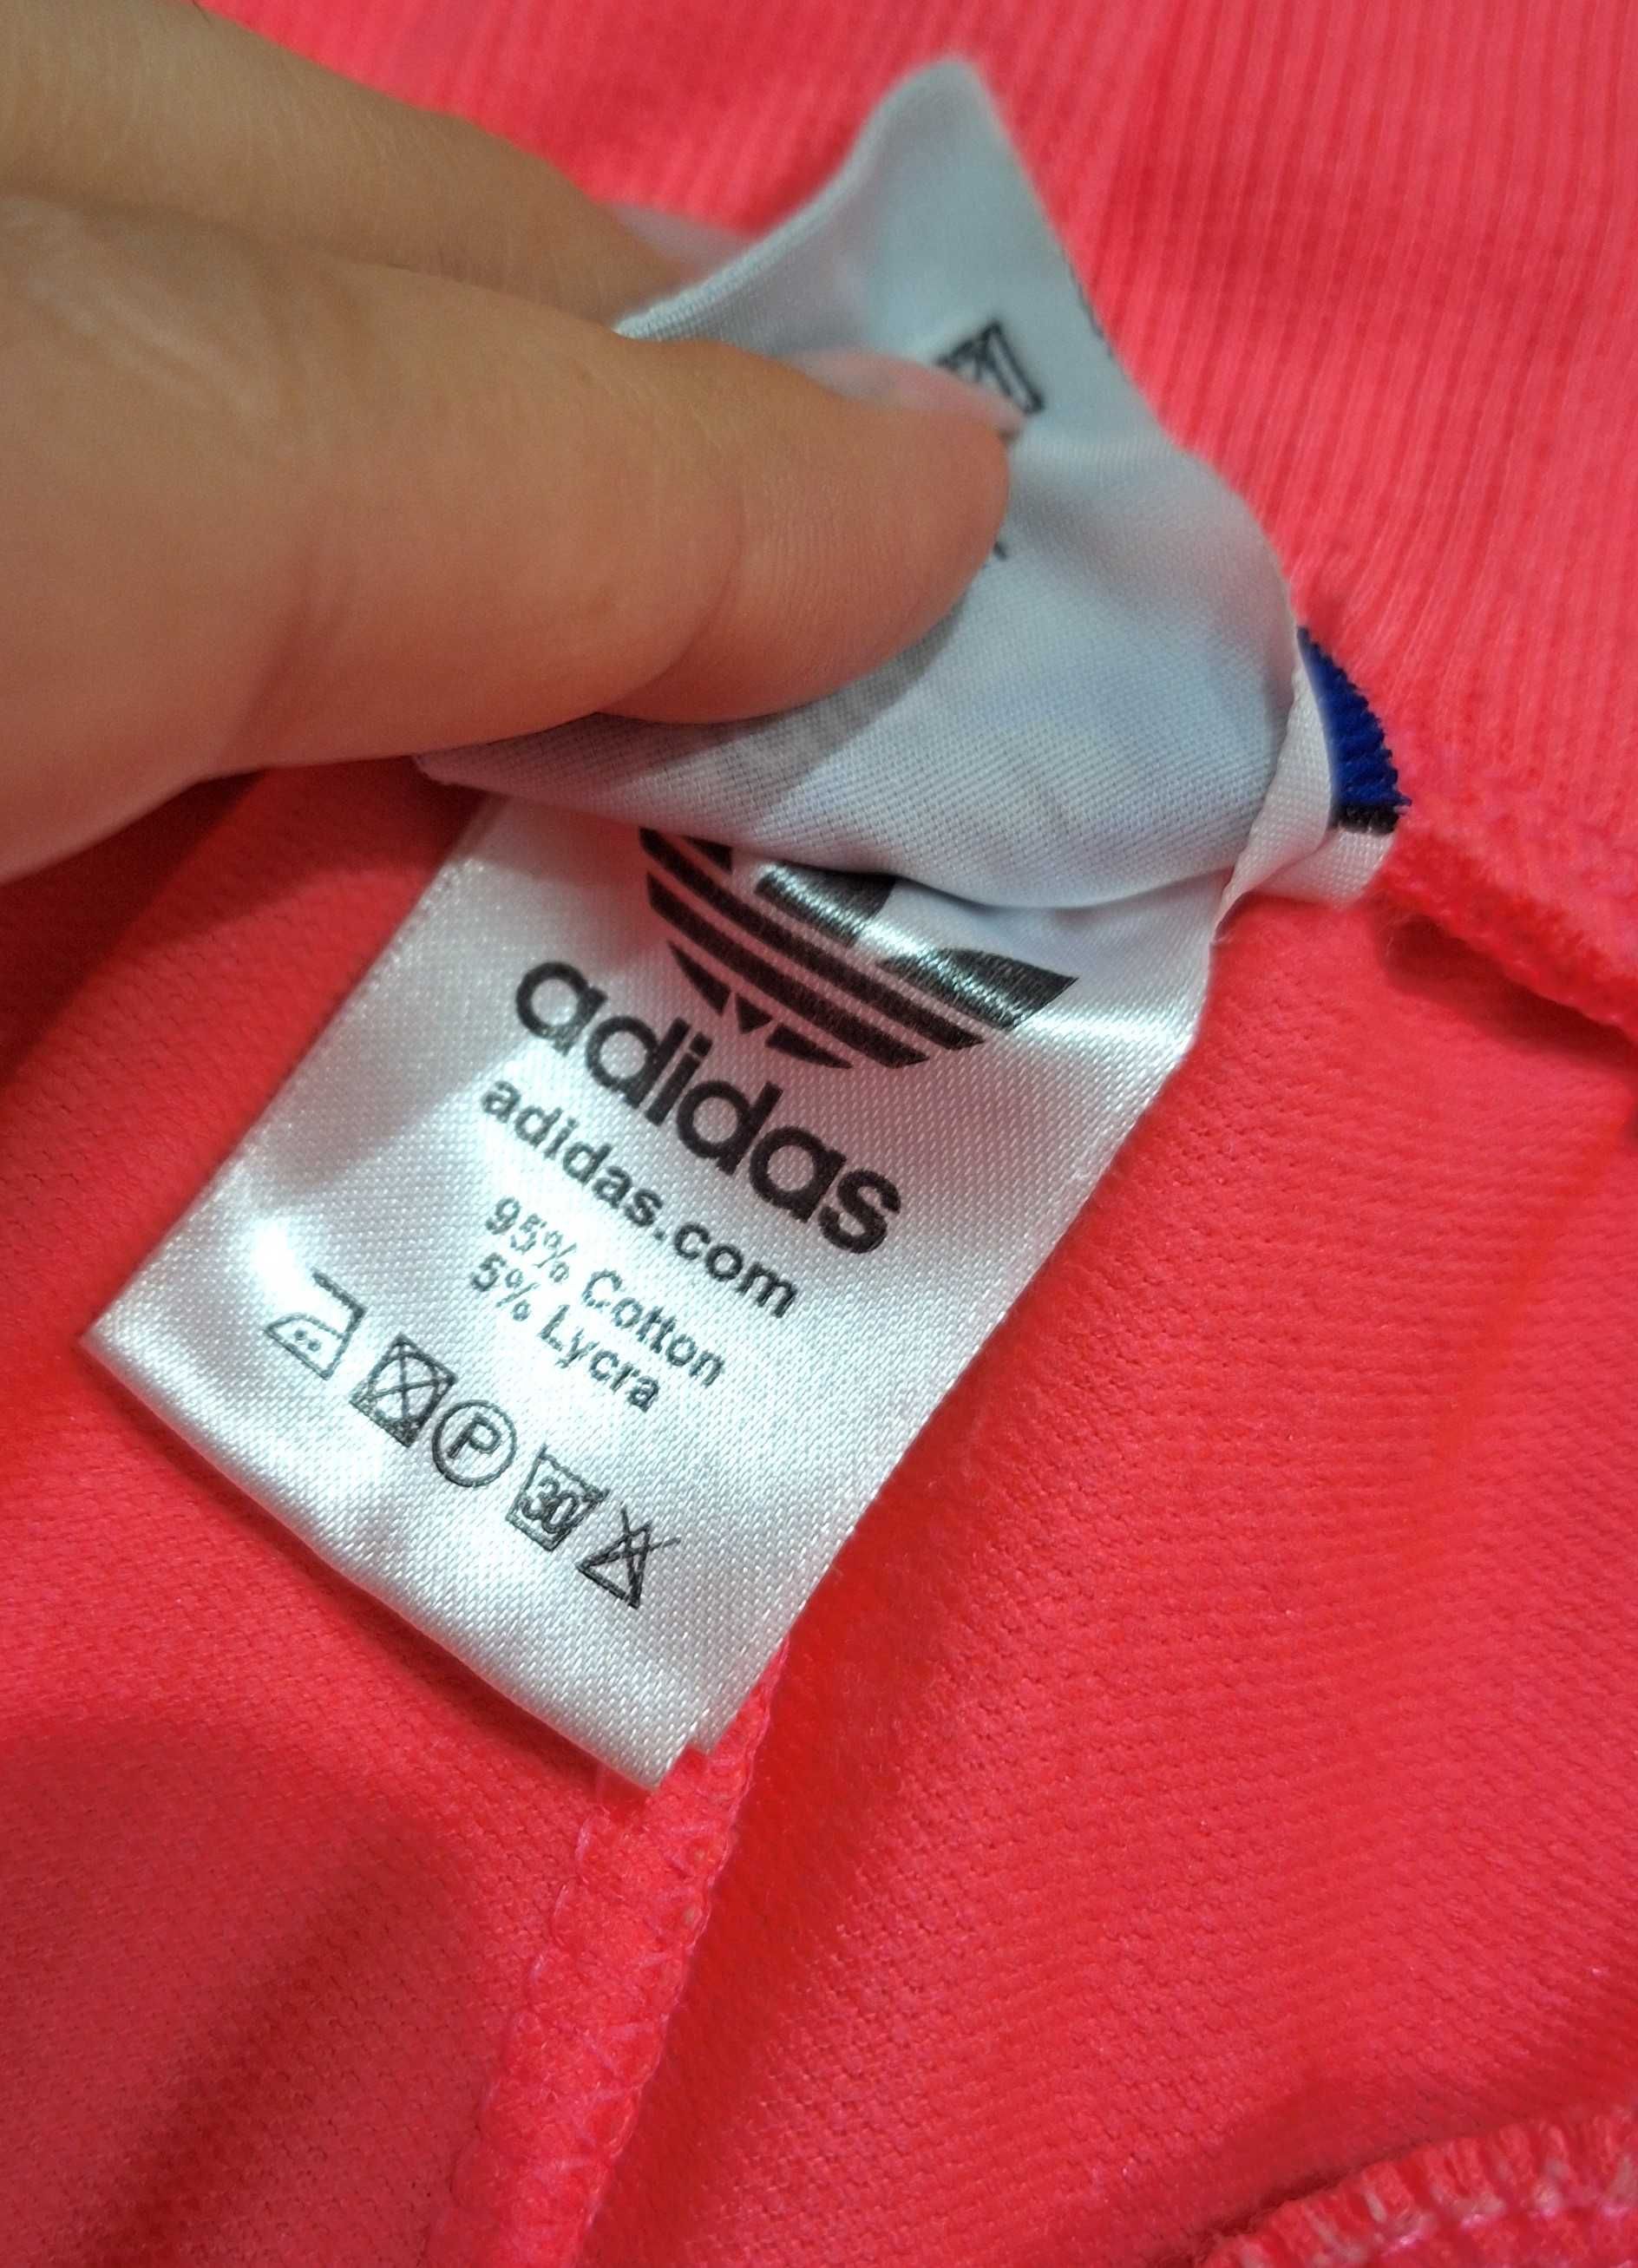 adidas
adidas.com
95% Cotton
5% Lycra
P
30°